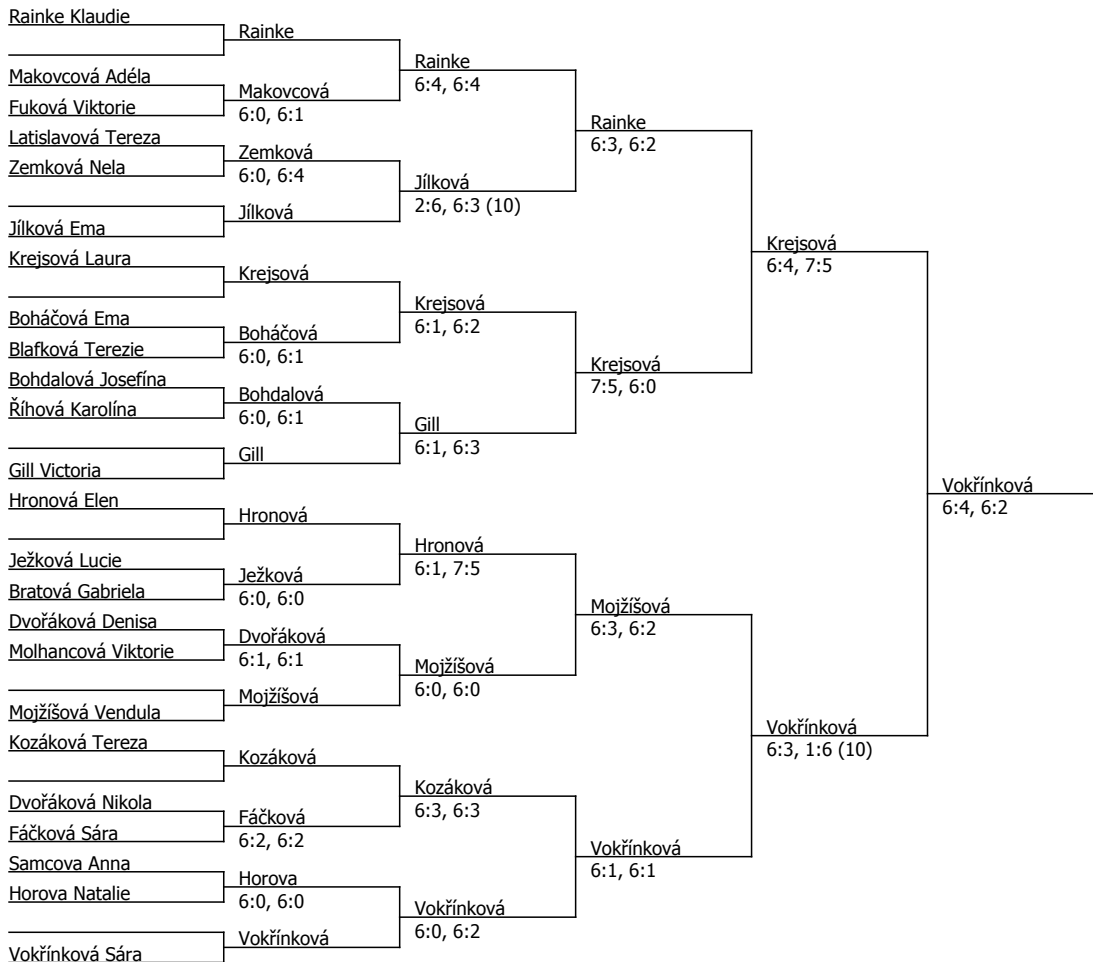 Rainke Klaudie
Makovcová Adéla
Fuková Viktorie
Latislavová Tereza
Zemková Nela
Jílková Ema
Krejsová Laura
Boháčová Ema
Blafková Terezie
Bohdalová Josefína
Říhová Karolína
Gill Victoria
Hronová Elen
Ježková Lucie
Bratová Gabriela
Dvořáková Denisa
Molhancová Viktorie
Mojžíšová Vendula
Kozáková Tereza
Dvořáková Nikola
Fáčková Sára
Samcova Anna
Horova Natalie
Vokřínková Sára
Rainke
Makovcová
6:0, 6:1
Zemková
6:0, 6:4
Jílková
Krejsová
Boháčová
6:0, 6:1
Bohdalová
6:0, 6:1
Gill
Hronová
Ježková
6:0, 6:0
Dvořáková
6:1, 6:1
Mojžíšová
Kozáková
Fáčková
6:2, 6:2
Horova
6:0, 6:0
Vokřínková
Rainke
6:4, 6:4
Jílková
2:6, 6:3 (10)
Krejsová
6:1, 6:2
Gill
6:1, 6:3
Hronová
6:1, 7:5
Mojžíšová
6:0, 6:0
Kozáková
6:3, 6:3
Vokřínková
6:0, 6:2
Rainke
6:3, 6:2
Krejsová
7:5, 6:0
Mojžíšová
6:3, 6:2
Vokřínková
6:1, 6:1
Krejsová
6:4, 7:5
Vokřínková
6:3, 1:6 (10)
Vokřínková
6:4, 6:2